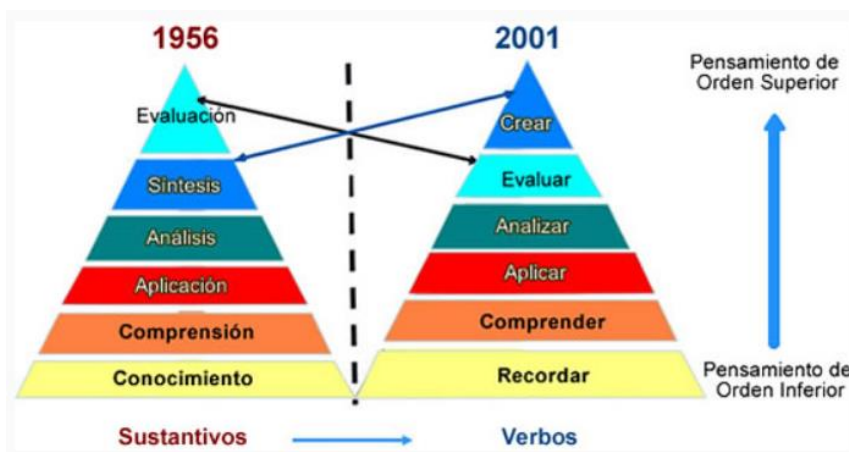 1956
Evaluación
Síntesis
Análisis
Aplicación
Comprensión
Conocimiento
Sustantivos
2001
Crear
Evaluar
Analizar
Aplicar
Comprender
Recordar
Verbos
Pensamiento de
Orden Superior
Pensamiento de
Orden Inferior